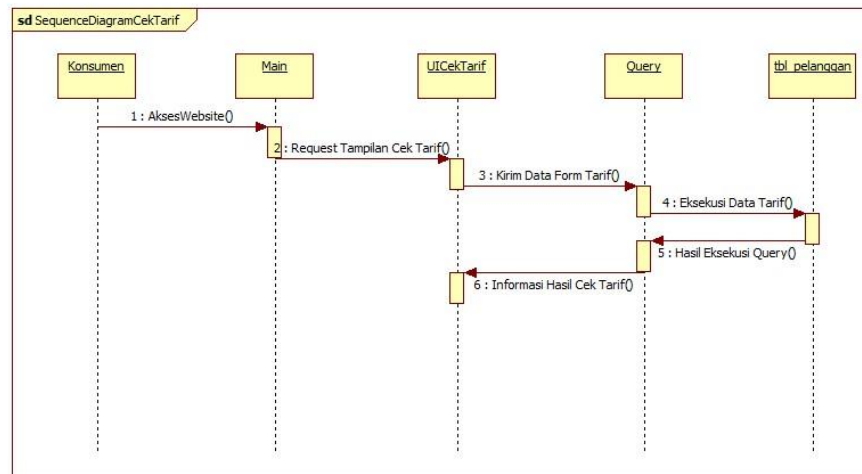 sd SequenceDiagramCekTarif
Konsumen
Main
UICekTarif
Query
tbl_pelanggan
1 : AksesWebsite()
2 : Request Tampilan Cek Tarif()
3 : Kirim Data Form Tarif()
4 : Eksekusi Data Tarif()
5 : Hasil Eksekusi Query()
6 : Informasi Hasil Cek Tarif()